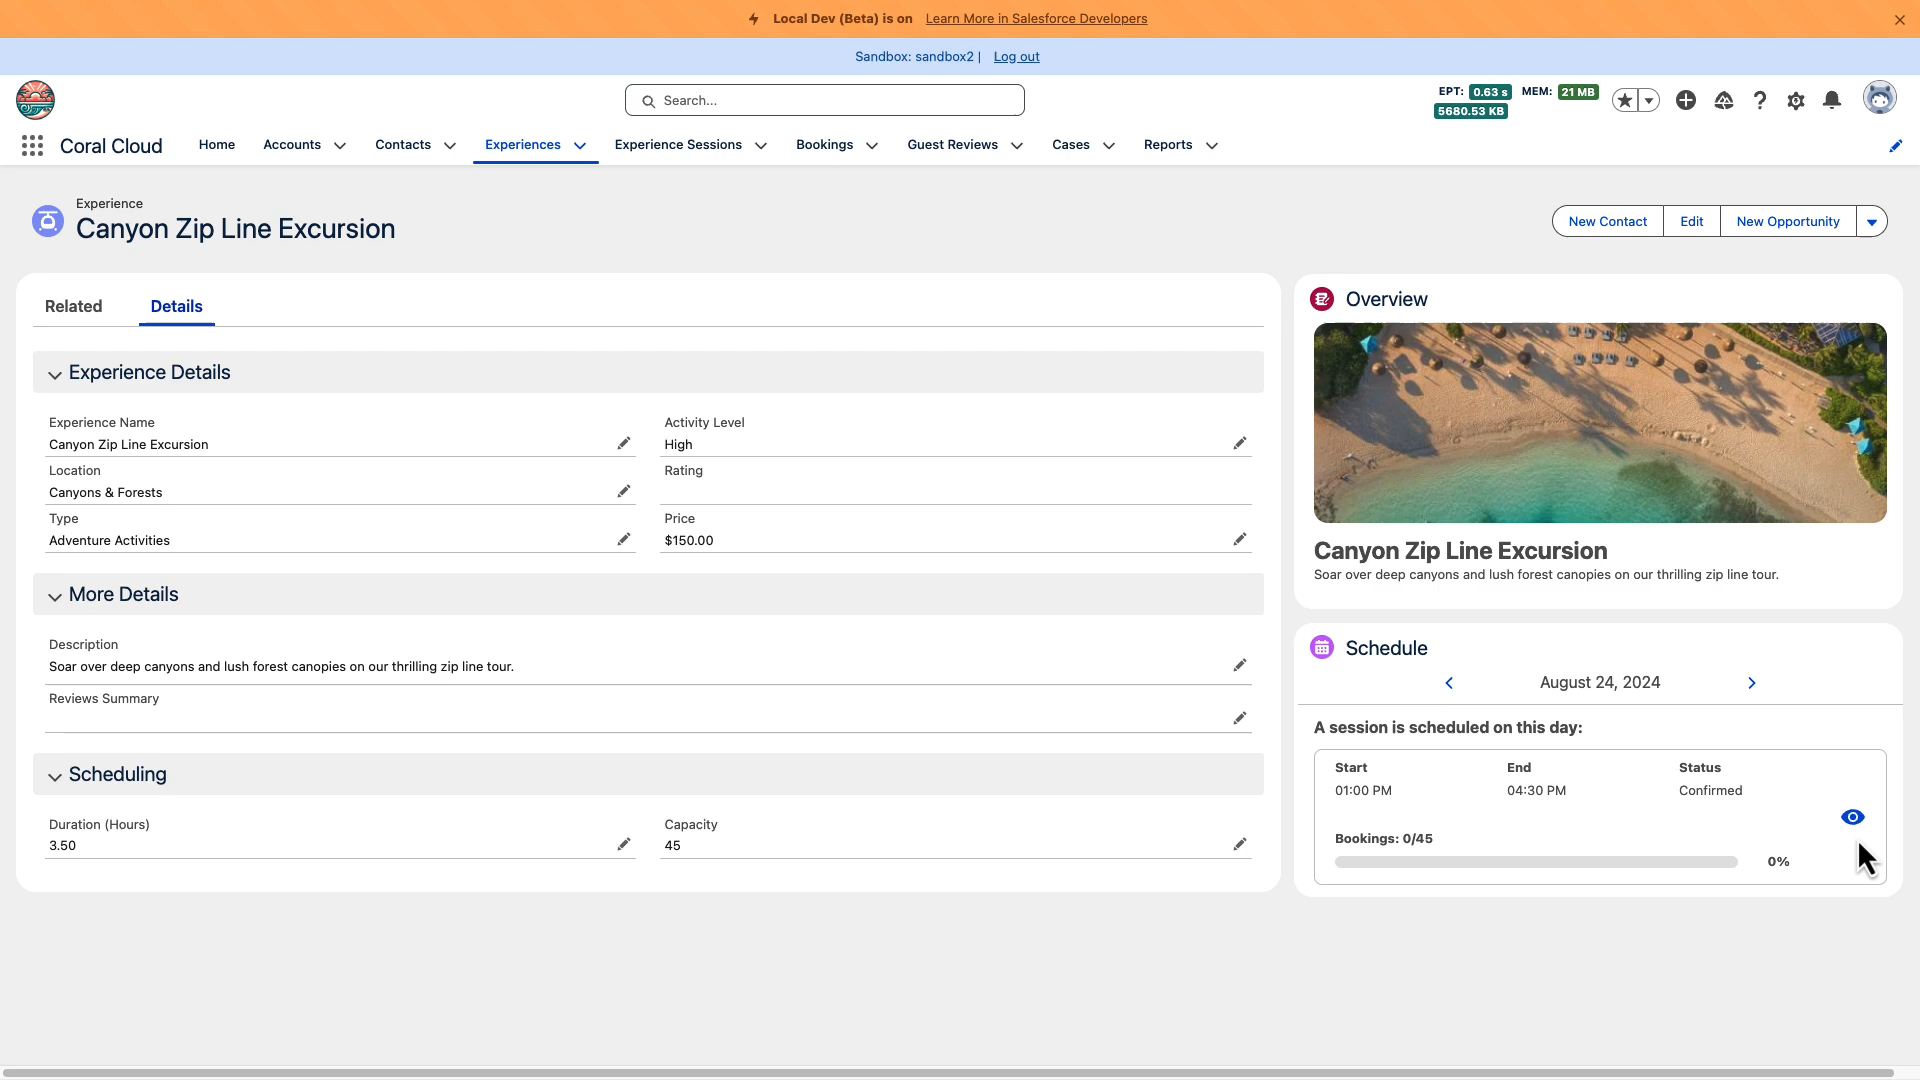 Local Dev (Beta) is on Learn More in Salesforce Developers
Sandbox: sandbox2 | Log out
Search...
EPT: 0.63 s MEM: 21 MB
5680.53 KB
Coral Cloud Home Accounts Contacts Experiences Experience Sessions Bookings Guest Reviews Cases Reports
Experience
Canyon Zip Line Excursion
New Contact Edit New Opportunity
Related Details
Experience Details
Experience Name
Canyon Zip Line Excursion
Activity Level
High
Location
Canyons & Forests
Rating
Type
Adventure Activities
Price
$150.00
More Details
Description
Soar over deep canyons and lush forest canopies on our thrilling zip line tour.
Reviews Summary
Scheduling
Duration (Hours)
3.50
Capacity
45
Overview
Canyon Zip Line Excursion
Soar over deep canyons and lush forest canopies on our thrilling zip line tour.
Schedule
August 24, 2024
A session is scheduled on this day:
Start End Status
01:00 PM 04:30 PM Confirmed
Bookings: 0/45
0%